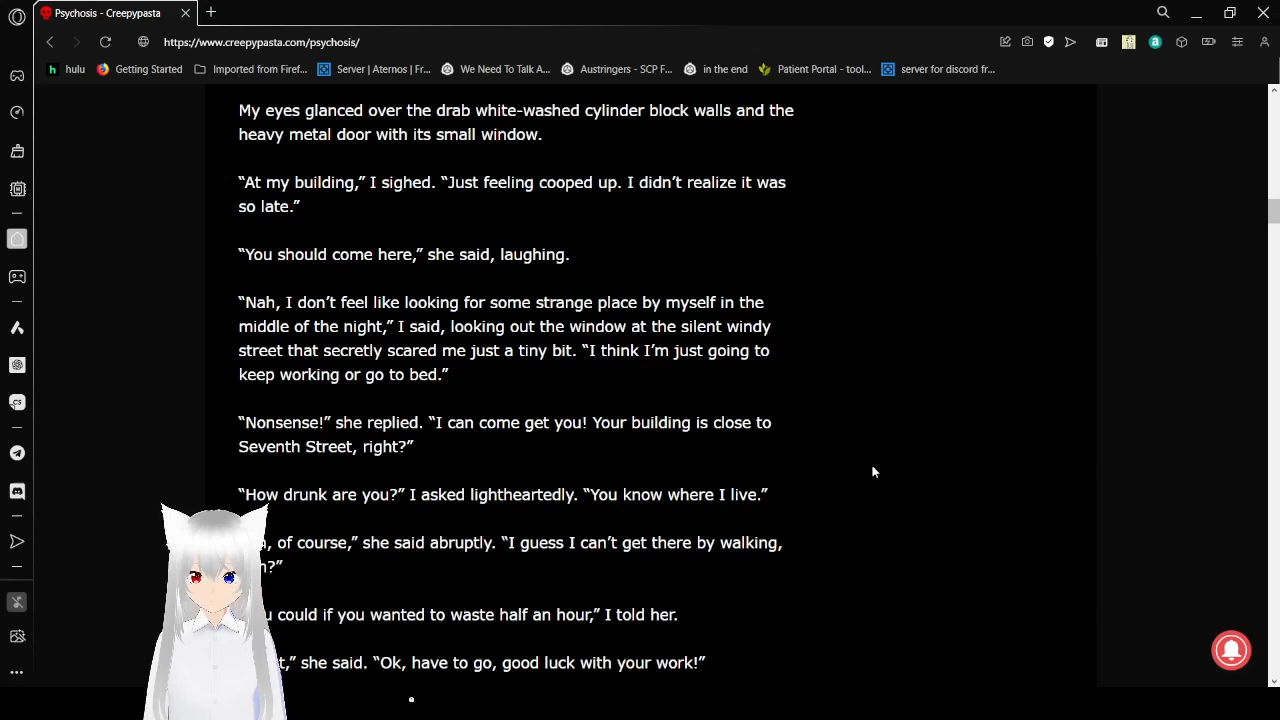 Psychosis - Creepypasta
https://www.creepypasta.com/psychosis/
hulu
Getting Started
Imported from Firef...
Server | Aternos | Fr...
We Need To Talk A...
Austringers - SCP F...
in the end
Patient Portal - tool...
server for discord fr...
My eyes glanced over the drab white-washed cylinder block walls and the
heavy metal door with its small window.
“At my building,” I sighed. “Just feeling cooped up. I didn’t realize it was
so late.”
“You should come here,” she said, laughing.
“Nah, I don’t feel like looking for some strange place by myself in the
middle of the night,” I said, looking out the window at the silent windy
street that secretly scared me just a tiny bit. “I think I’m just going to
keep working or go to bed.”
“Nonsense!” she replied. “I can come get you! Your building is close to
Seventh Street, right?”
“How drunk are you?” I asked lightheartedly. “You know where I live.”
of course,” she said abruptly. “I guess I can’t get there by walking,
could if you wanted to waste half an hour,” I told her.
she said. “Ok, have to go, good luck with your work!”